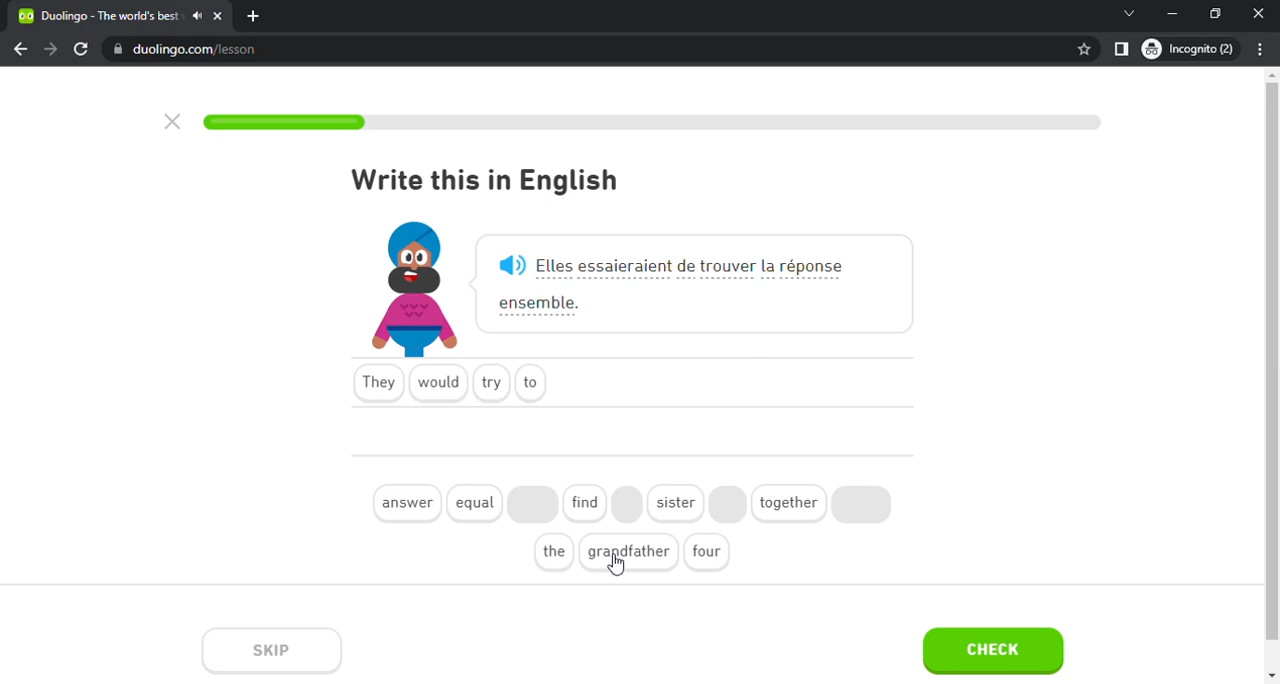 Duolingo - The world's best
duolingo.com/lesson
Incognito (2)
Write this in English
Elles essaieraient de trouver la réponse
ensemble.
They would try to
answer equal find sister together
the grandfather four
SKIP CHECK